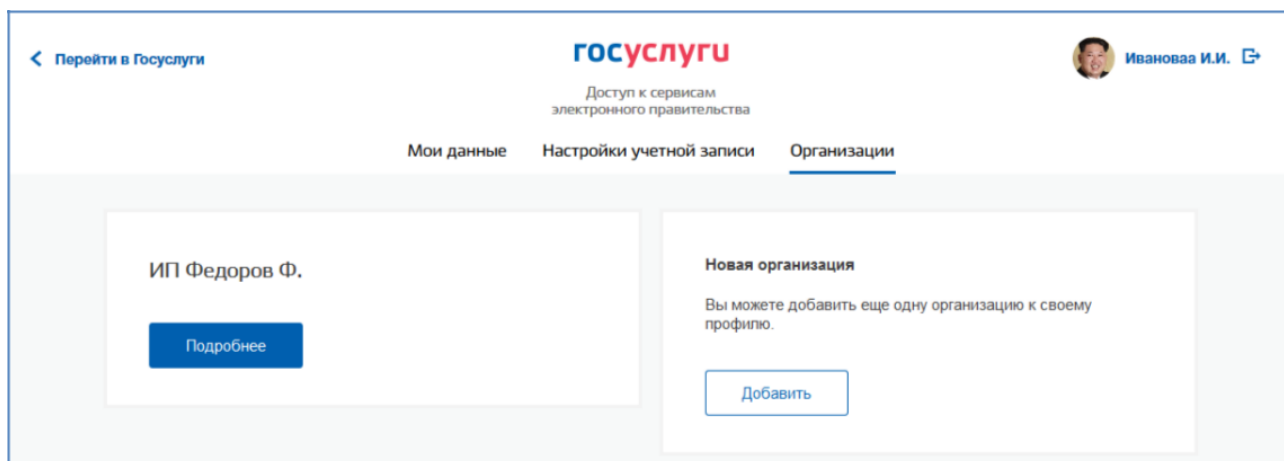 Перейти в Госуслуги
госуслуги
Ивановаа И.И.
Доступ к сервисам
электронного правительства
Мои данные Настройки учетной записи Организации
ИП Федоров Ф.
Подробнее
Новая организация
Вы можете добавить еще одну организацию к своему
профилю.
Добавить